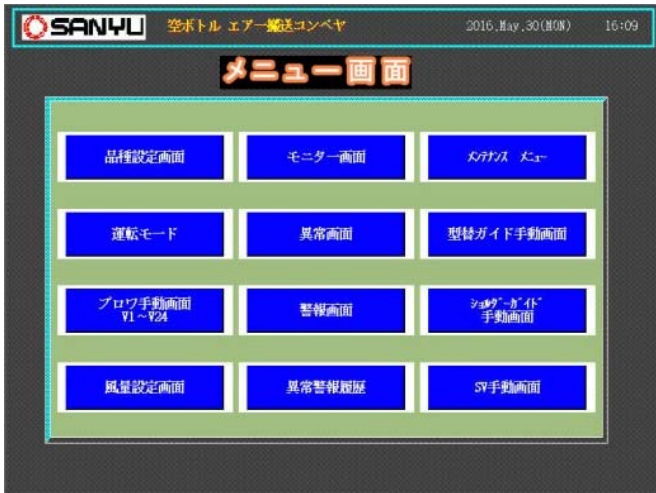 SANYU 空ボトル エアー搬送コンベヤ 2016.May.30(MON) 16:09
メニュー画面
品種設定画面 モニター画面 ﾒﾝﾃﾅﾝｽ ﾒﾆｭｰ
運転モード 異常画面 型替ガイド手動画面
ブロワ手動画面
V1～V24
警報画面
ｼｮﾙﾀﾞｰｶﾞｲﾄﾞ
手動画面
風量設定画面 異常警報履歴 SV手動画面